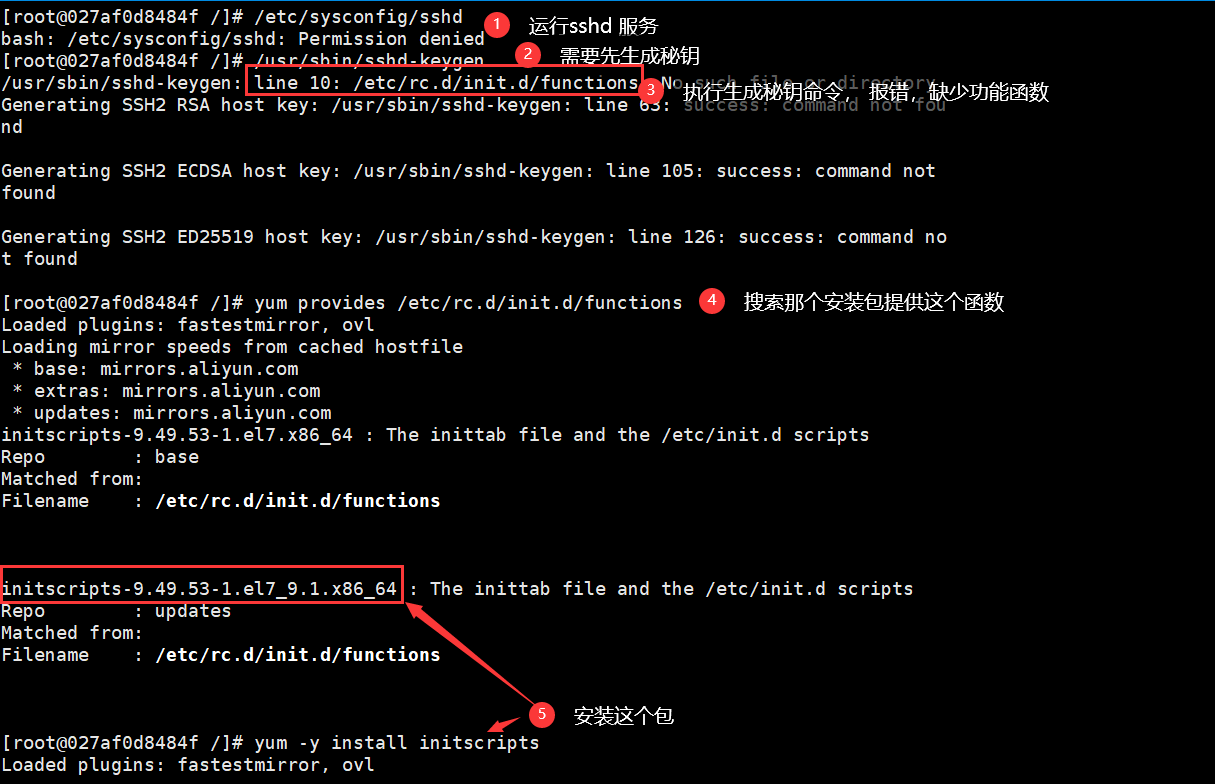 [root@027af0d8484f /]# /etc/sysconfig/sshd
1 运行sshd 服务
bash: /etc/sysconfig/sshd: Permission denied
2 需要先生成秘钥
[root@027af0d8484f /]# /usr/sbin/sshd-keygen
/usr/sbin/sshd-keygen: line 10: /etc/rc.d/init.d/functions: No such file or directory
3 执行生成秘钥命令， 报错，缺少功能函数
Generating SSH2 RSA host key: /usr/sbin/sshd-keygen: line 63: success: command not fou
nd
Generating SSH2 ECDSA host key: /usr/sbin/sshd-keygen: line 105: success: command not
found
Generating SSH2 ED25519 host key: /usr/sbin/sshd-keygen: line 126: success: command no
t found
[root@027af0d8484f /]# yum provides /etc/rc.d/init.d/functions
4 搜索那个安装包提供这个函数
Loaded plugins: fastestmirror, ovl
Loading mirror speeds from cached hostfile
* base: mirrors.aliyun.com
* extras: mirrors.aliyun.com
* updates: mirrors.aliyun.com
initscripts-9.49.53-1.el7.x86_64 : The inittab file and the /etc/init.d scripts
Repo : base
Matched from:
Filename : /etc/rc.d/init.d/functions
initscripts-9.49.53-1.el7_9.1.x86_64 : The inittab file and the /etc/init.d scripts
Repo : updates
Matched from:
Filename : /etc/rc.d/init.d/functions
5 安装这个包
[root@027af0d8484f /]# yum -y install initscripts
Loaded plugins: fastestmirror, ovl